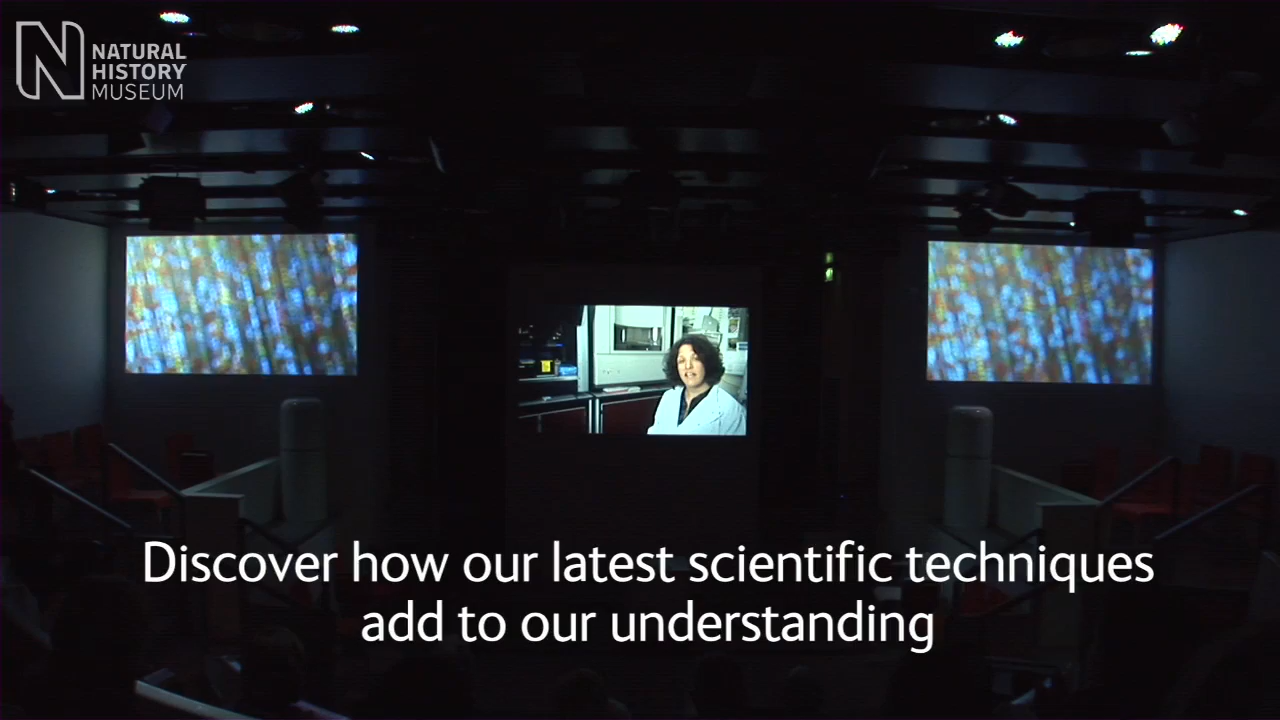 NATURAL
HISTORY
MUSEUM
Discover how our latest scientific techniques
add to our understanding